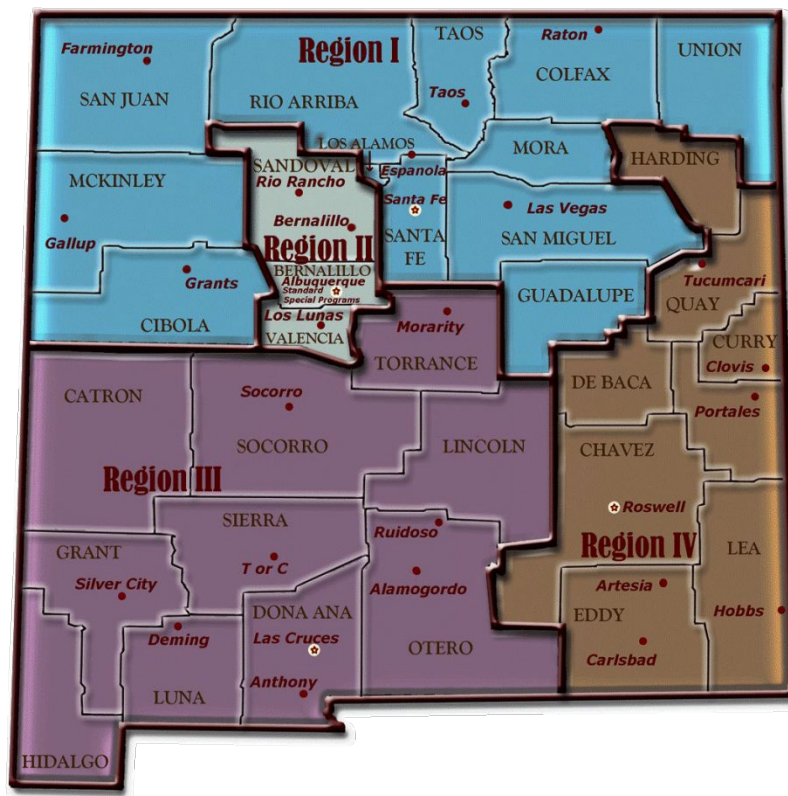 Farmington
Region I
TAOS
Raton
UNION
COLFAX
SAN JUAN
RIO ARRIBA
Taos
LOS ALAMOS
MORA
HARDING
SANDOVAL
Espanola
MCKINLEY
Rio Rancho
Santa Fe
Las Vegas
Bernalillo
Gallup
SANTA
FE
SAN MIGUEL
Region II
BERNALILLO
Grants
Albuquerque
Standard
Special Programs
Tucumcari
GUADALUPE
QUAY
Los Lunas
CIBOLA
VALENCIA
Morarity
CURRY
TORRANCE
Clovis
CATRON
Socorro
DE BACA
Portales
SOCORRO
LINCOLN
CHAVEZ
Region III
Roswell
SIERRA
Ruidoso
Region IV
GRANT
LEA
T or C
Silver City
Alamogordo
Artesia
DONA ANA
EDDY
Hobbs
Deming
Las Cruces
OTERO
Carlsbad
Anthony
LUNA
HIDALGO